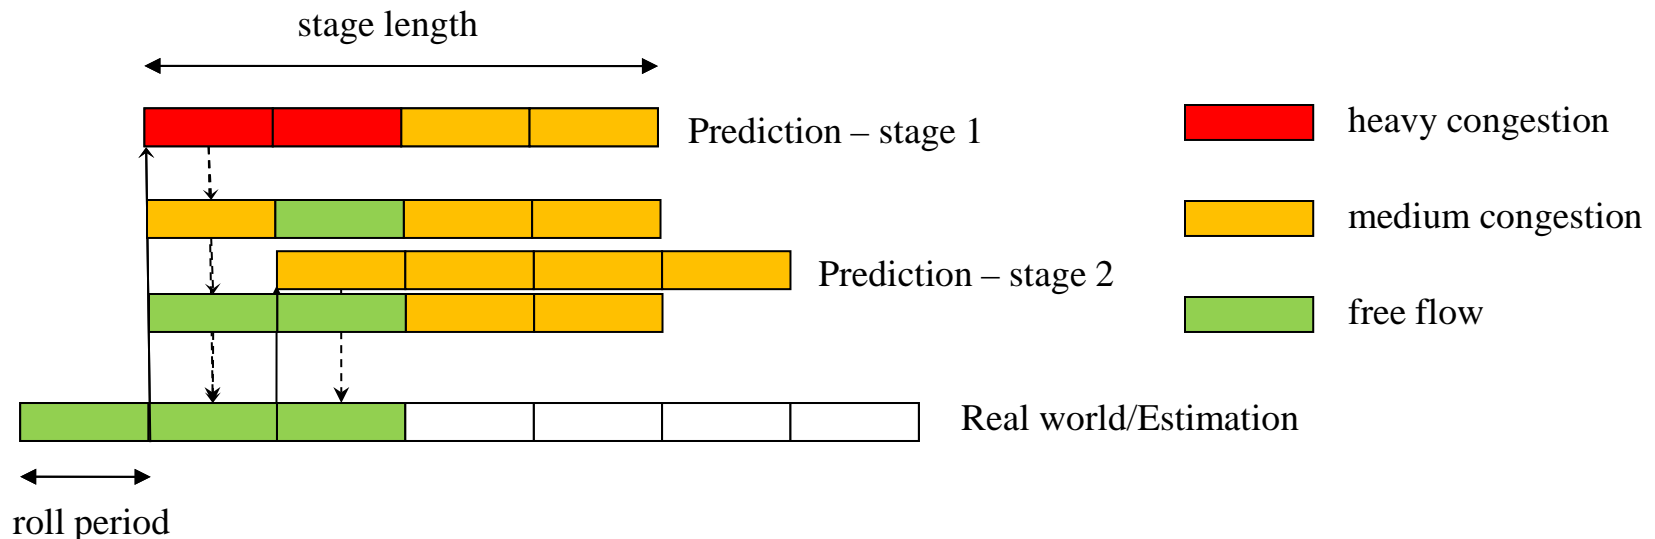 stage length
Prediction – stage 1
heavy congestion
medium congestion
Prediction – stage 2
free flow
Real world/Estimation
roll period